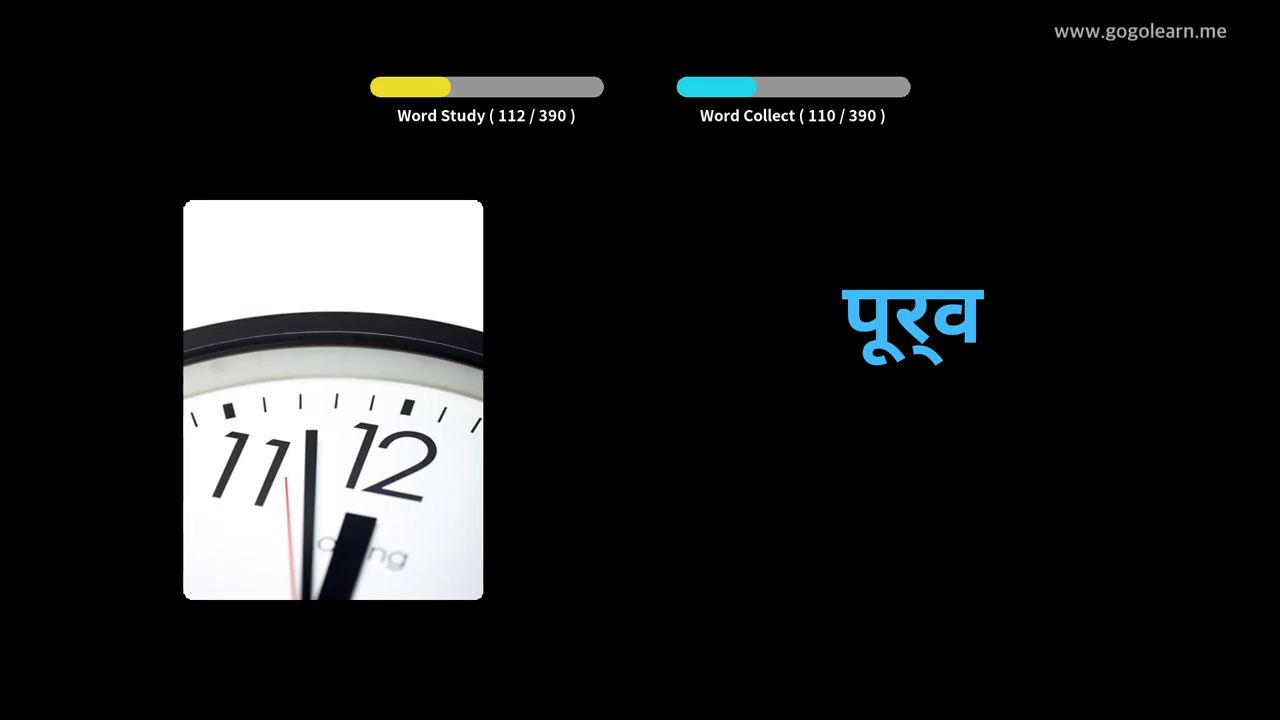 www.gogolearn.me
Word Study ( 112 / 390 )
Word Collect ( 110 / 390 )
पूर्‌व
11 12